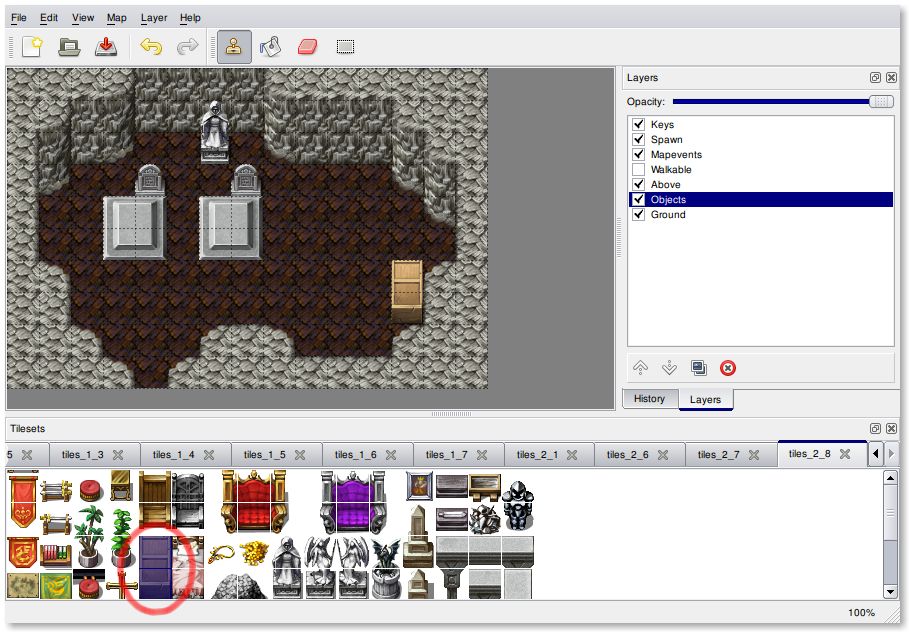 File Edit View Map Layer Help
Layers
Opacity:
Keys
Spawn
Mapevents
Walkable
Above
Objects
Ground
History Layers
Tilesets
5 tiles_1_3 tiles_1_4 tiles_1_5 tiles_1_6 tiles_1_7 tiles_2_1 tiles_2_6 tiles_2_7 tiles_2_8
100%